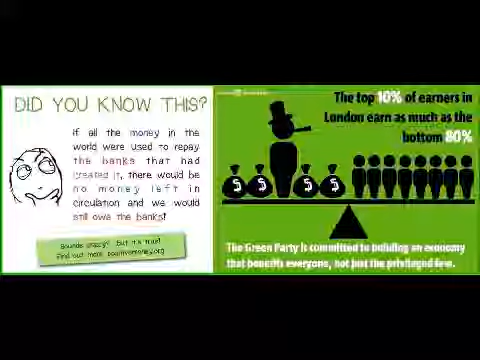 DID YOU KNOW THIS?
If all the money in the
world were used to repay
the banks that had
created it, there would be
no money left in
circulation and we would
still owe the banks!
Sounds crazy? But it's true!
Find out more: positivemoney.org
The top 10% of earners in
London earn as much as the
bottom 80%
$ $ $ $
The Green Party is committed to building an economy
that benefits everyone, not just the privileged few.